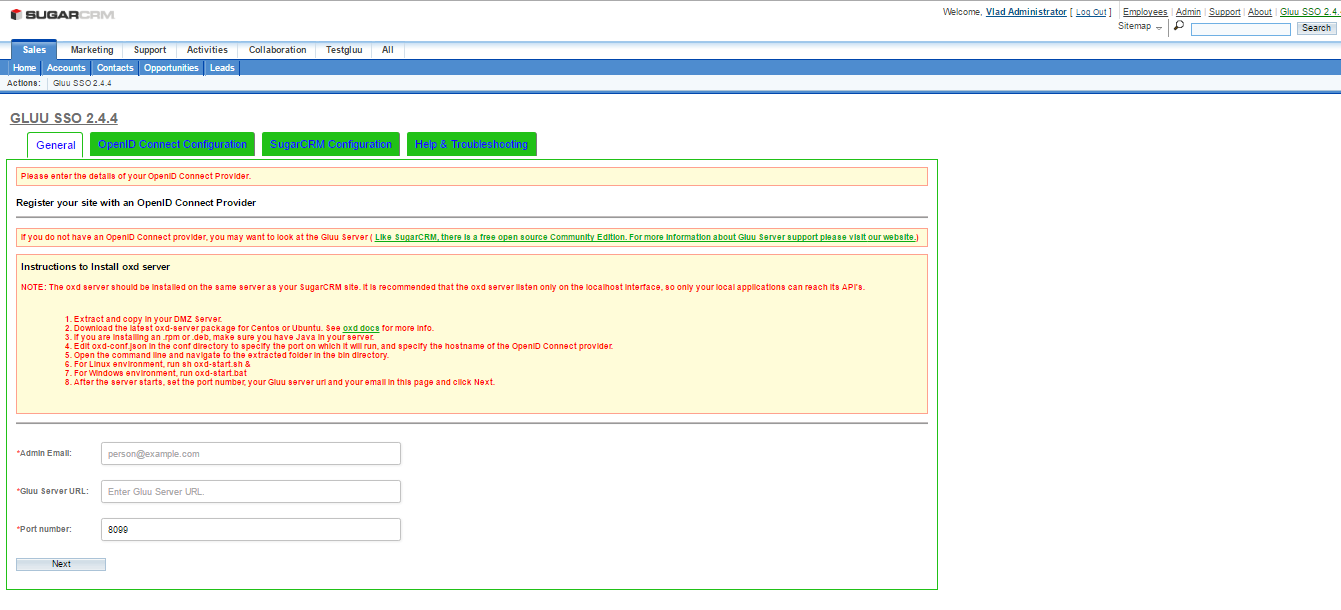 SUGARCRM
Welcome, Vlad Administrator [ Log Out ] Employees | Admin | Support | About | Gluu SSO 2.4.
Sitemap Search
Sales Marketing Support Activities Collaboration Testgluu All
Home Accounts Contacts Opportunities Leads
Actions: Gluu SSO 2.4.4
GLUU SSO 2.4.4
General OpenID Connect Configuration SugarCRM Configuration Help & Troubleshooting
Please enter the details of your OpenID Connect Provider.
Register your site with an OpenID Connect Provider
If you do not have an OpenID Connect provider, you may want to look at the Gluu Server ( Like SugarCRM, there is a free open source Community Edition. For more information about Gluu Server support please visit our website.)
Instructions to Install oxd server
NOTE: The oxd server should be installed on the same server as your SugarCRM site. It is recommended that the oxd server listen only on the localhost interface, so only your local applications can reach its API's.
1. Extract and copy in your DMZ Server.
2. Download the latest oxd-server package for Centos or Ubuntu. See oxd docs for more info.
3. If you are installing an .rpm or .deb, make sure you have Java in your server.
4. Edit oxd-conf.json in the conf directory to specify the port on which it will run, and specify the hostname of the OpenID Connect provider.
5. Open the command line and navigate to the extracted folder in the bin directory.
6. For Linux environment, run sh oxd-start.sh &
7. For Windows environment, run oxd-start.bat
8. After the server starts, set the port number, your Gluu server url and your email in this page and click Next.
*Admin Email: person@example.com
*Gluu Server URL: Enter Gluu Server URL.
*Port number: 8099
Next